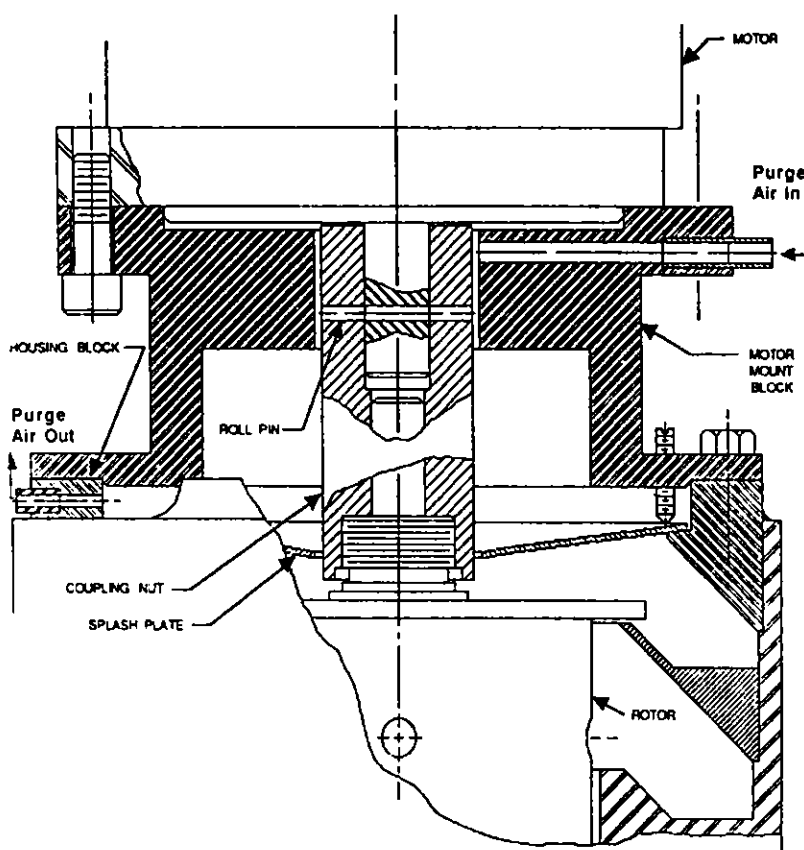 MOTOR
Purge
Air In
HOUSING BLOCK
MOTOR
MOUNT
BLOCK
Purge
Air Out
ROLL PIN
COUPLING NUT
SPLASH PLATE
ROTOR